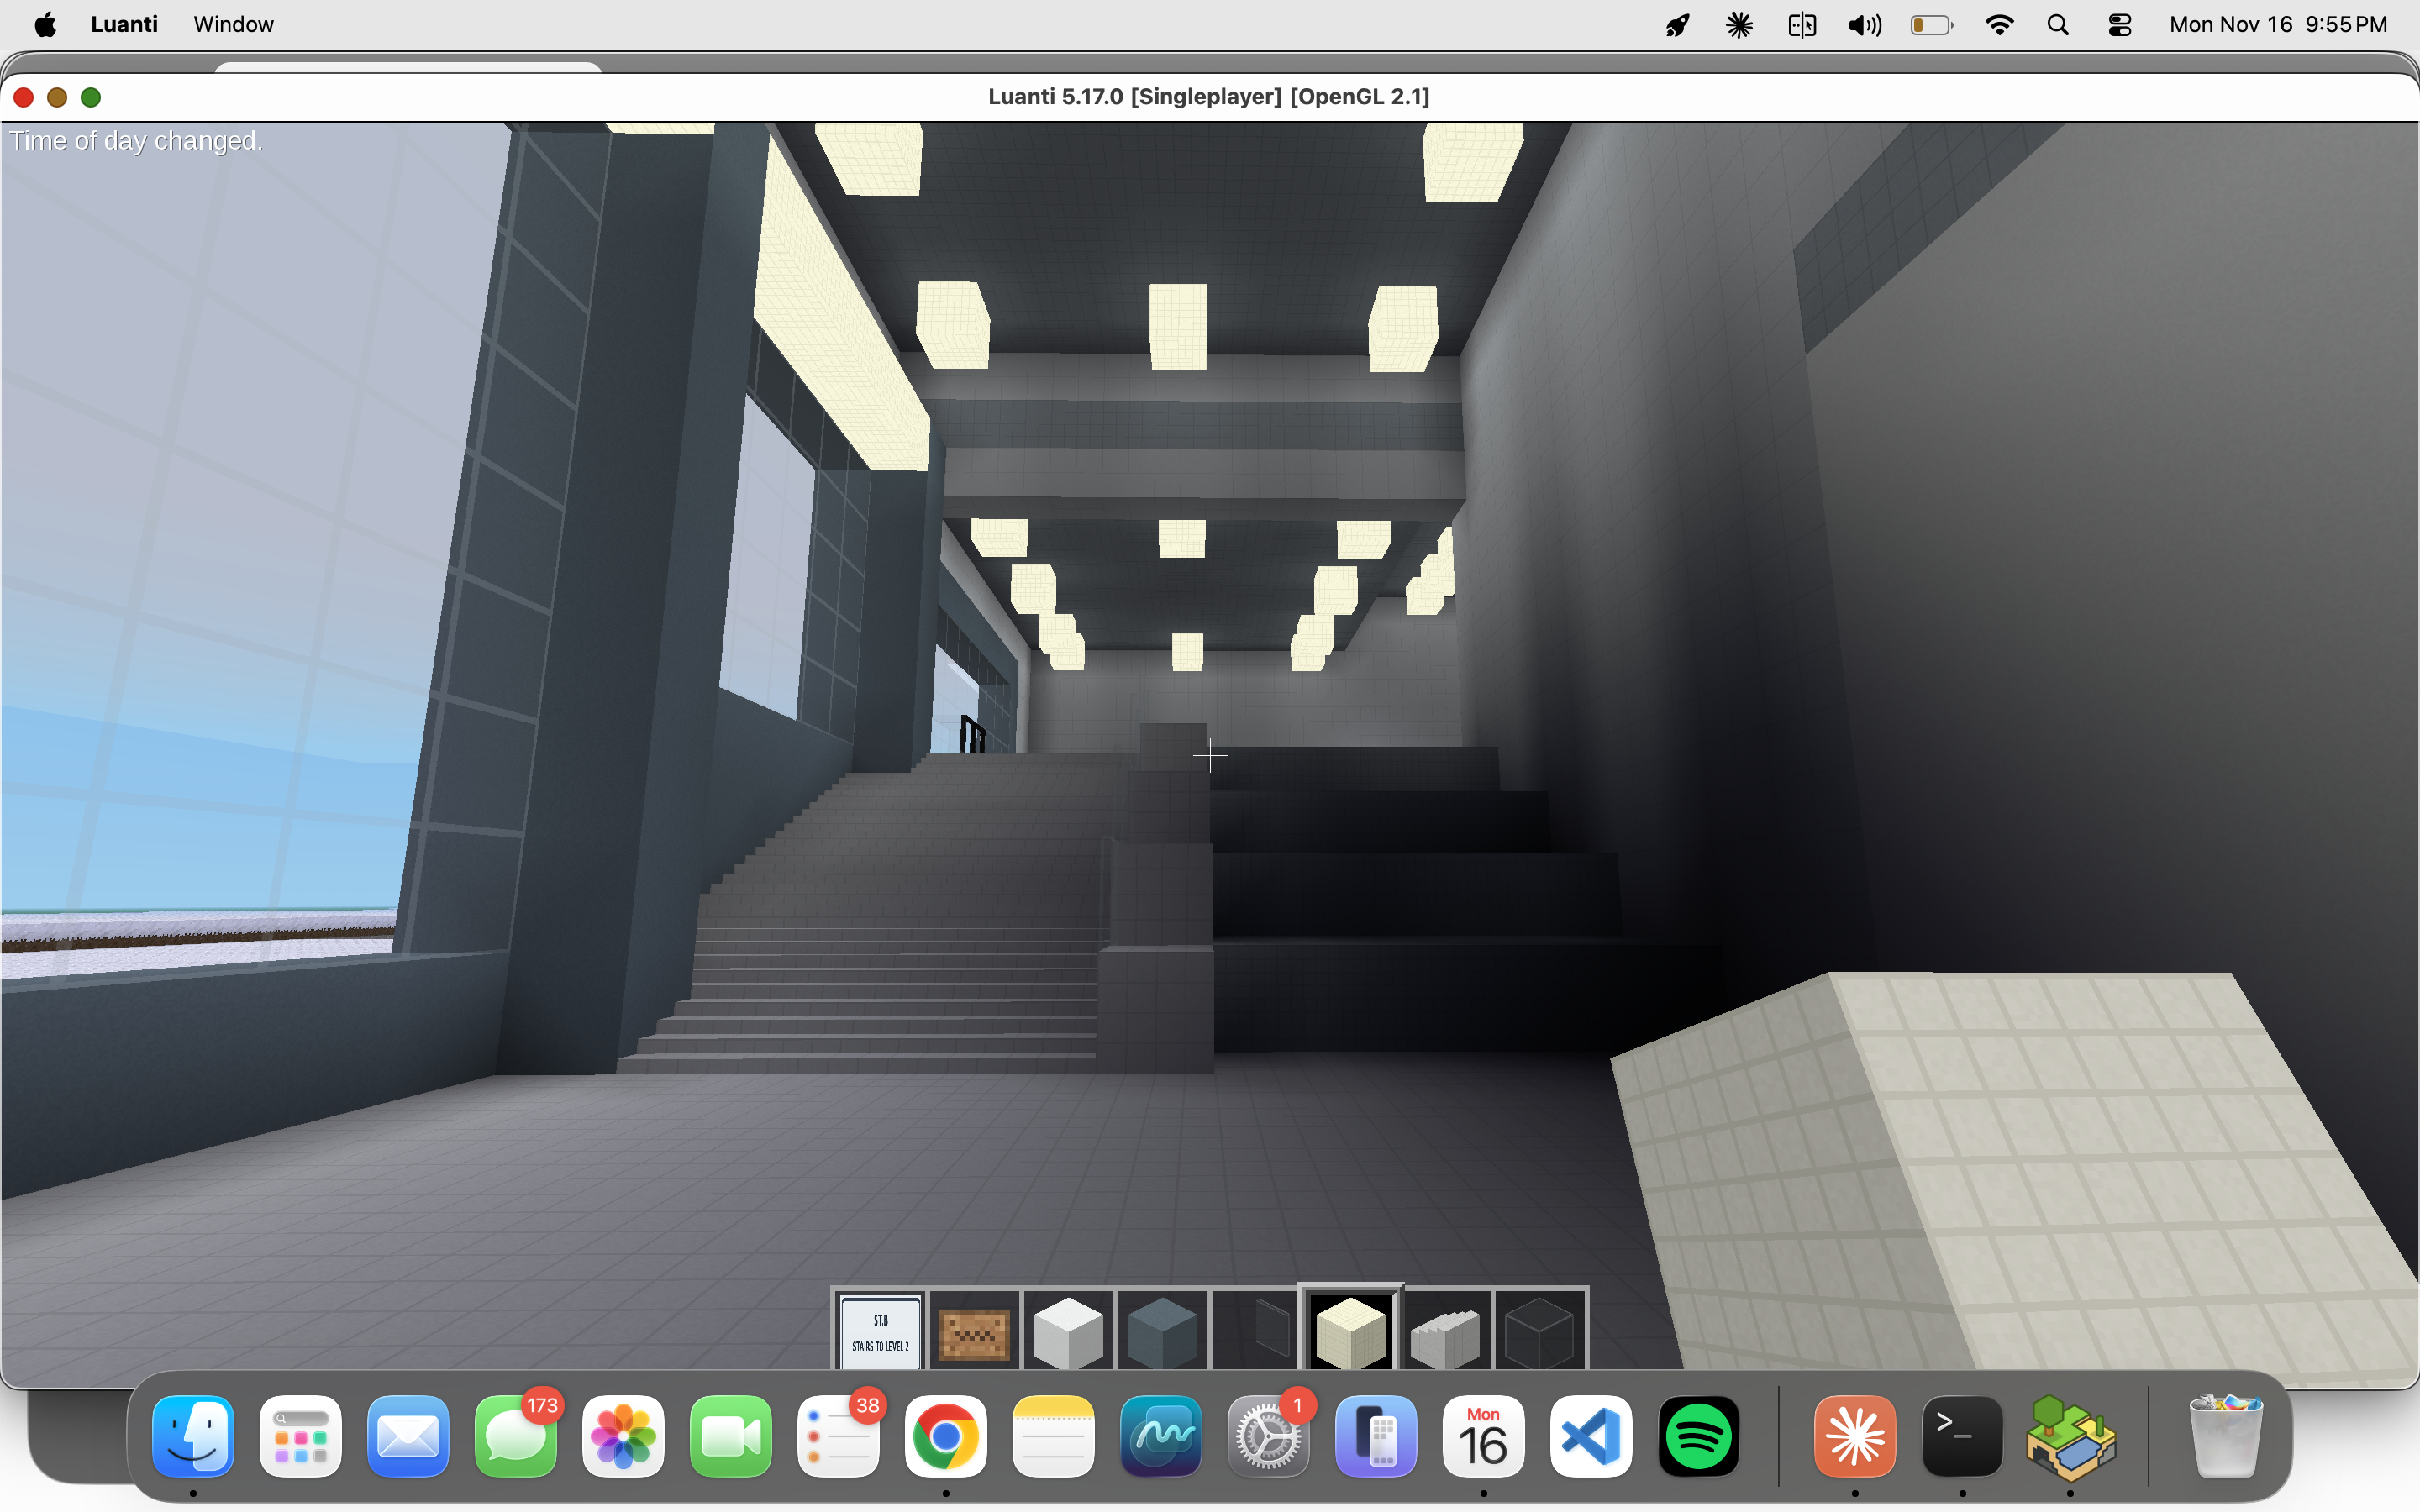 Luanti Window Mon Nov 16 9:55 PM
Luanti 5.17.0 [Singleplayer] [OpenGL 2.1]
Time of day changed.
ST.B
STAIRS TO LEVEL 2
173
38
1
Mon
16
>_